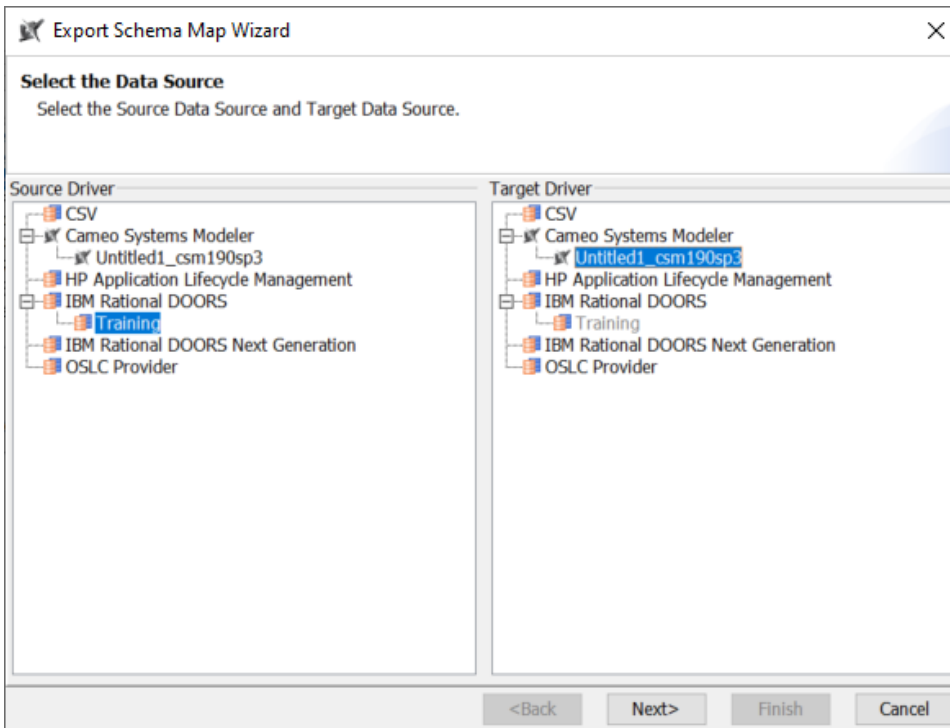 Export Schema Map Wizard
Select the Data Source
Select the Source Data Source and Target Data Source.
Source Driver
CSV
Cameo Systems Modeler
Untitled1_csm190sp3
HP Application Lifecycle Management
IBM Rational DOORS
Training
IBM Rational DOORS Next Generation
OSLC Provider
Target Driver
CSV
Cameo Systems Modeler
Untitled1_csm190sp3
HP Application Lifecycle Management
IBM Rational DOORS
Training
IBM Rational DOORS Next Generation
OSLC Provider
<Back
Next>
Finish
Cancel